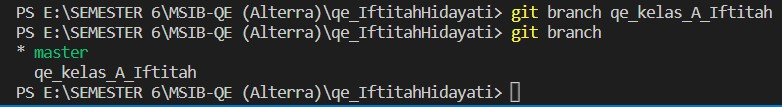 PS E:\SEMESTER 6\MSIB-QE (Alterra)\qe_IftitahHidayati> git branch qe_kelas_A_Iftitah
PS E:\SEMESTER 6\MSIB-QE (Alterra)\qe_IftitahHidayati> git branch
* master
  qe_kelas_A_Iftitah
PS E:\SEMESTER 6\MSIB-QE (Alterra)\qe_IftitahHidayati>